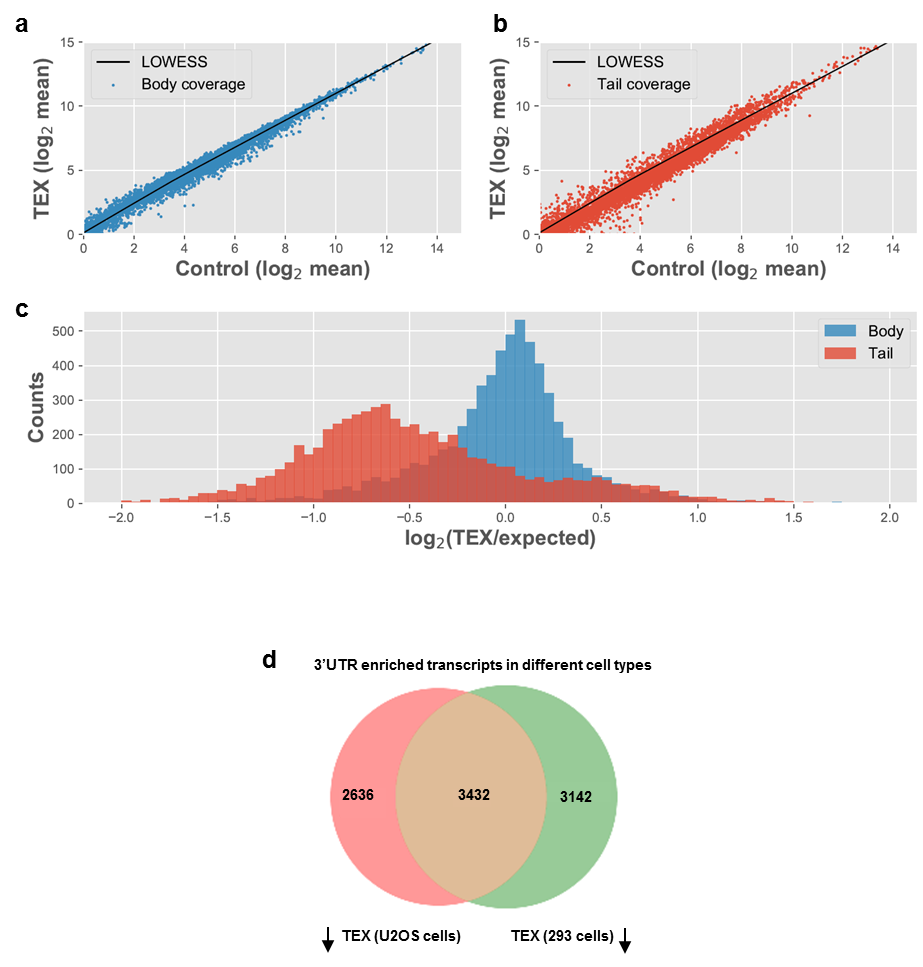 a
b
15
10
5
0
TEX (log2 mean)
LOWESS
Body coverage
0 2 4 6 8 10 12 14
Control (log2 mean)
15
10
5
0
TEX (log2 mean)
LOWESS
Tail coverage
0 2 4 6 8 10 12 14
Control (log2 mean)
c
500
400
300
200
100
0
Counts
Body
Tail
−2.0 −1.5 −1.0 −0.5 0.0 0.5 1.0 1.5 2.0
log2(TEX/expected)
d
3'UTR enriched transcripts in different cell types
2636 3432 3142
↓ TEX (U2OS cells) TEX (293 cells) ↓